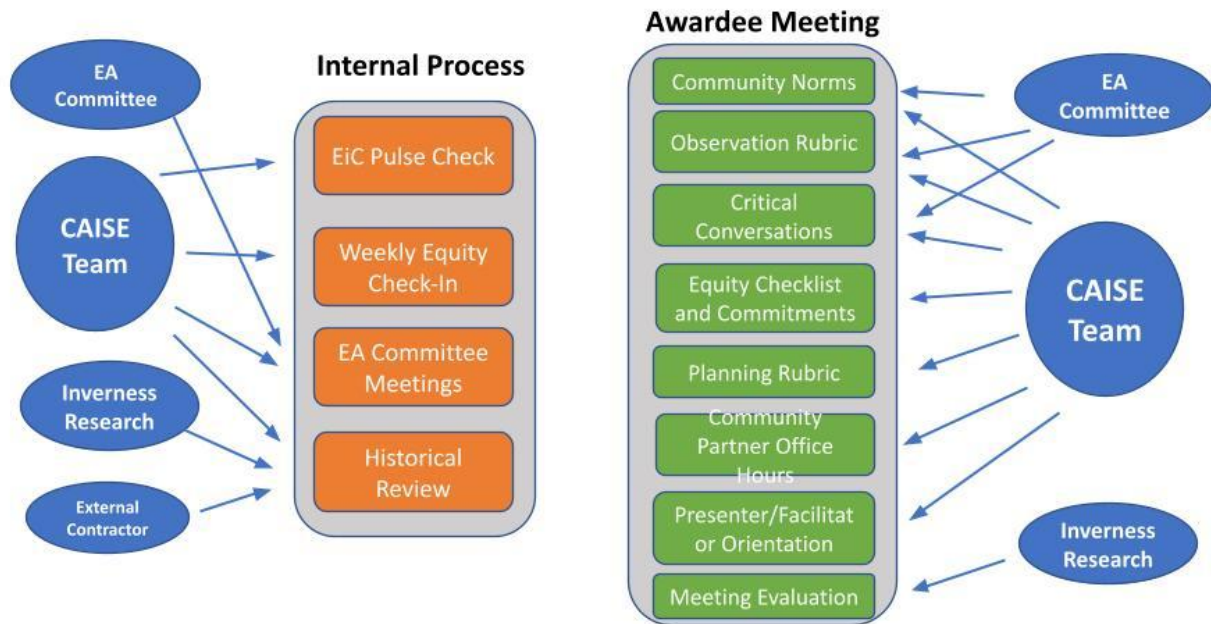 Internal Process
EA
Committee
CAISE
Team
Inverness
Research
External
Contractor
EiC Pulse Check
Weekly Equity
Check-In
EA Committee
Meetings
Historical
Review
Awardee Meeting
Community Norms
Observation Rubric
Critical
Conversations
Equity Checklist
and Commitments
Planning Rubric
Community
Partner Office
Hours
Presenter/Facilitat
or Orientation
Meeting Evaluation
EA
Committee
CAISE
Team
Inverness
Research